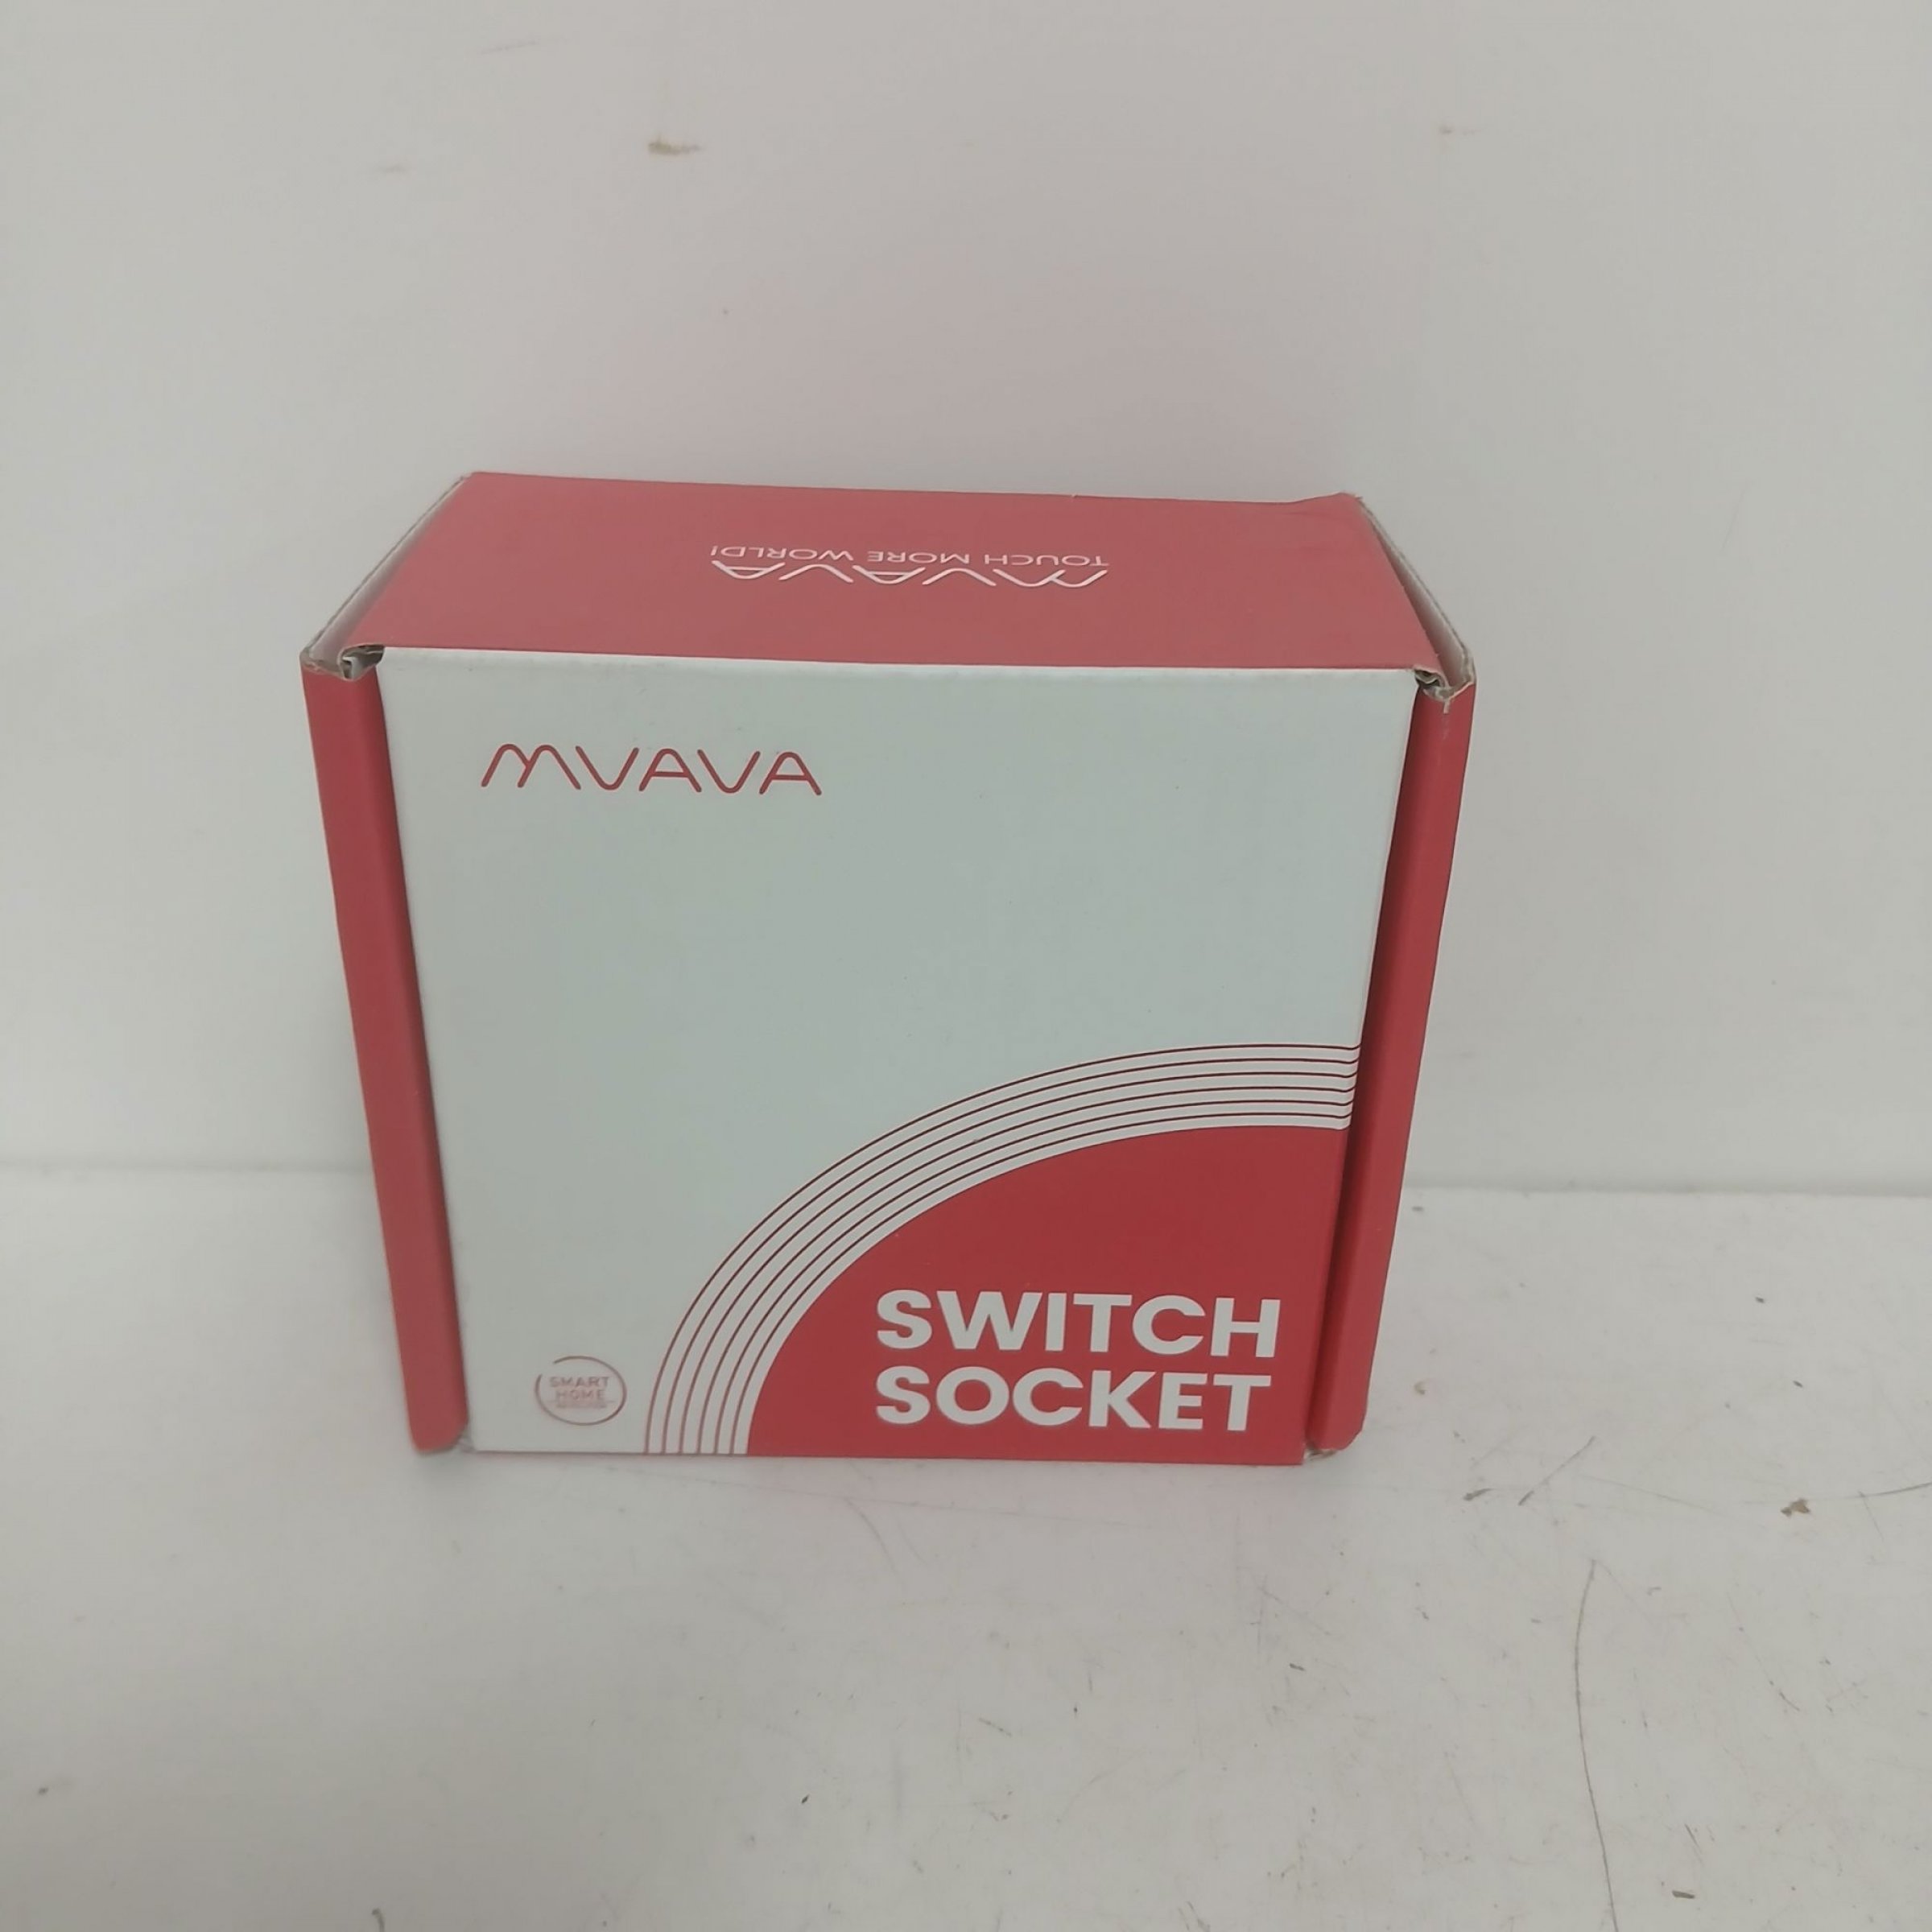 MVAVA
TOUCH MORE WORLD!
MVAVA
SMART
HOME
SWITCH
SOCKET